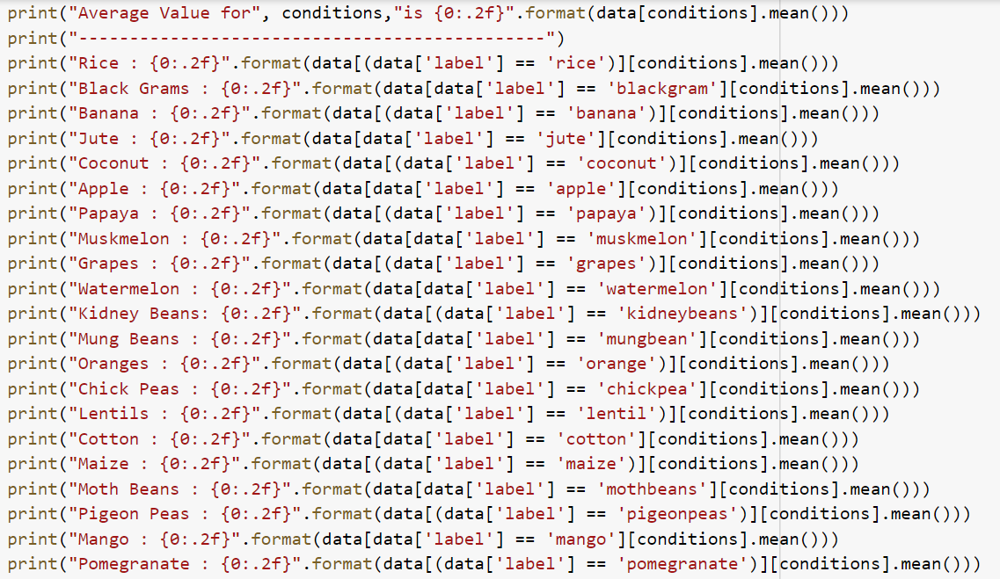 print("Average Value for", conditions,"is {0:.2f}".format(data[conditions].mean()))
print("----------------------------------------------")
print("Rice : {0:.2f}".format(data[(data['label'] == 'rice')][conditions].mean()))
print("Black Grams : {0:.2f}".format(data[data['label'] == 'blackgram'][conditions].mean()))
print("Banana : {0:.2f}".format(data[(data['label'] == 'banana')][conditions].mean()))
print("Jute : {0:.2f}".format(data[data['label'] == 'jute'][conditions].mean()))
print("Coconut : {0:.2f}".format(data[(data['label'] == 'coconut')][conditions].mean()))
print("Apple : {0:.2f}".format(data[data['label'] == 'apple'][conditions].mean()))
print("Papaya : {0:.2f}".format(data[(data['label'] == 'papaya')][conditions].mean()))
print("Muskmelon : {0:.2f}".format(data[data['label'] == 'muskmelon'][conditions].mean()))
print("Grapes : {0:.2f}".format(data[(data['label'] == 'grapes')][conditions].mean()))
print("Watermelon : {0:.2f}".format(data[data['label'] == 'watermelon'][conditions].mean()))
print("Kidney Beans: {0:.2f}".format(data[(data['label'] == 'kidneybeans')][conditions].mean()))
print("Mung Beans : {0:.2f}".format(data[data['label'] == 'mungbean'][conditions].mean()))
print("Oranges : {0:.2f}".format(data[(data['label'] == 'orange')][conditions].mean()))
print("Chick Peas : {0:.2f}".format(data[data['label'] == 'chickpea'][conditions].mean()))
print("Lentils : {0:.2f}".format(data[(data['label'] == 'lentil')][conditions].mean()))
print("Cotton : {0:.2f}".format(data[data['label'] == 'cotton'][conditions].mean()))
print("Maize : {0:.2f}".format(data[(data['label'] == 'maize')][conditions].mean()))
print("Moth Beans : {0:.2f}".format(data[data['label'] == 'mothbeans'][conditions].mean()))
print("Pigeon Peas : {0:.2f}".format(data[(data['label'] == 'pigeonpeas')][conditions].mean()))
print("Mango : {0:.2f}".format(data[data['label'] == 'mango'][conditions].mean()))
print("Pomegranate : {0:.2f}".format(data[(data['label'] == 'pomegranate')][conditions].mean()))